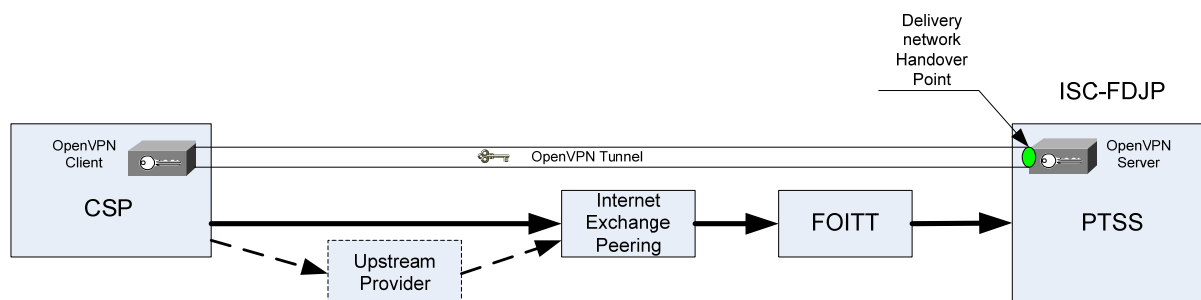 Delivery
network
Handover
Point
ISC-FDJP
OpenVPN
Client
OpenVPN Tunnel
OpenVPN
Server
CSP
Internet
Exchange
Peering
FOITT
PTSS
Upstream
Provider